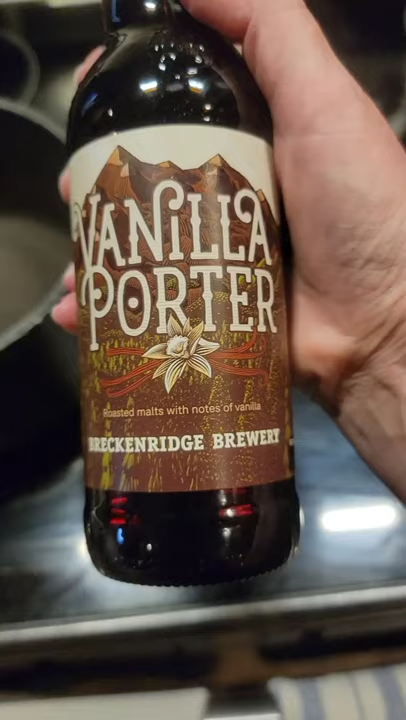 VANILLA
PORTER
Roasted malts with notes of vanilla
BRECKENRIDGE BREWERY